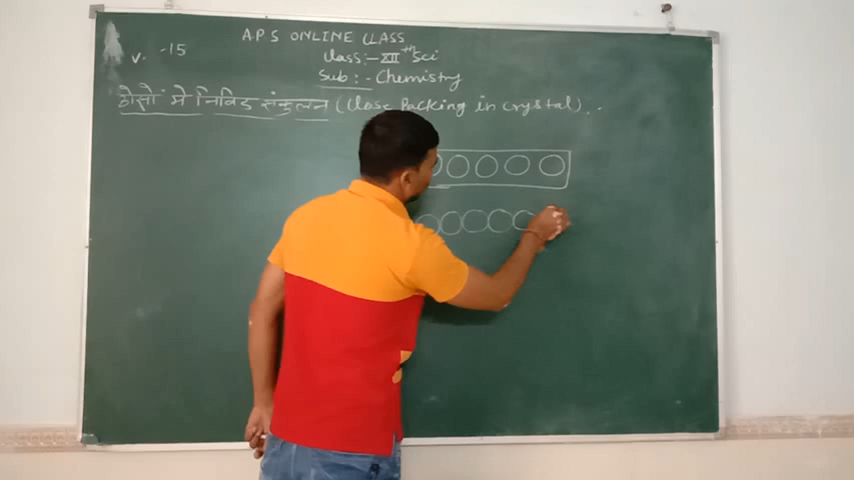 A.P.S ONLINE CLASS
V. -15
Class:- XII th Sci
Sub:- Chemistry
ठोसों में निविड संकुलन (Close Packing in crystal).